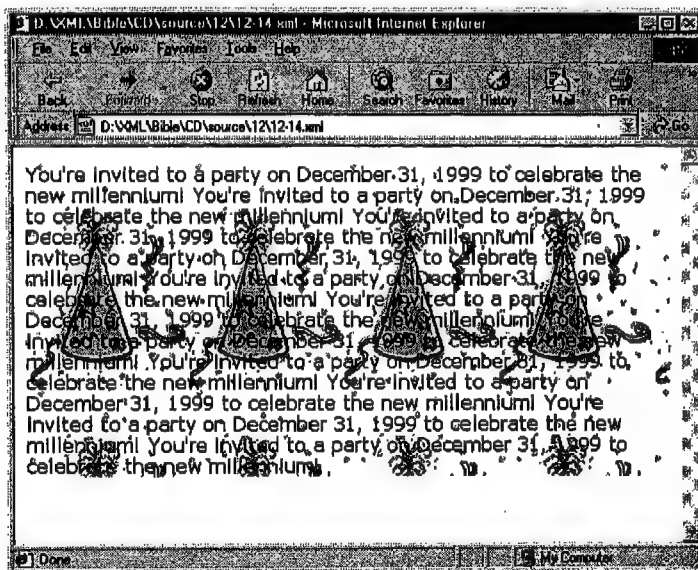 D:\XML\Bible\CD\source\12\12-14.xml - Microsoft Internet Explorer
File Edit View Favorites Tools Help
Back Forward Stop Refresh Home Search Favorites History Mail Print
Address D:\XML\Bible\CD\source\12\12-14.xml Go
You're invited to a party on December 31, 1999 to celebrate the
new millennium! You're invited to a party on December 31, 1999
to celebrate the new millennium! You're invited to a party on
December 31, 1999 to celebrate the new millennium! You're
invited to a party on December 31, 1999 to celebrate the new
millennium! You're invited to a party on December 31, 1999 to
celebrate the new millennium! You're invited to a party on
December 31, 1999 to celebrate the new millennium! You're
invited to a party on December 31, 1999 to celebrate the new
millennium! You're invited to a party on December 31, 1999 to
celebrate the new millennium! You're invited to a party on
December 31, 1999 to celebrate the new millennium! You're
invited to a party on December 31, 1999 to celebrate the new
millennium! You're invited to a party on December 31, 1999 to
celebrate the new millennium!
Done My Computer